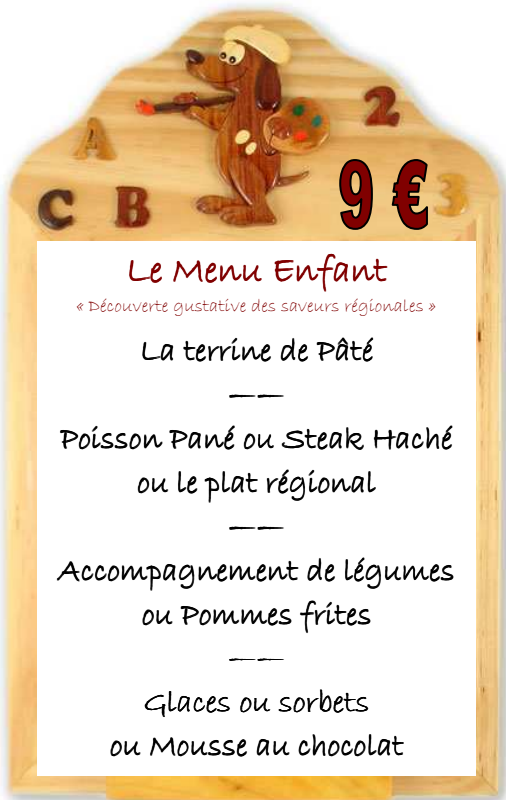 A
2
C B
9 €
3
Le Menu Enfant
« Découverte gustative des saveurs régionales »
La terrine de Pâté
——
Poisson Pané ou Steak Haché
ou le plat régional
——
Accompagnement de légumes
ou Pommes frites
——
Glaces ou sorbets
ou Mousse au chocolat